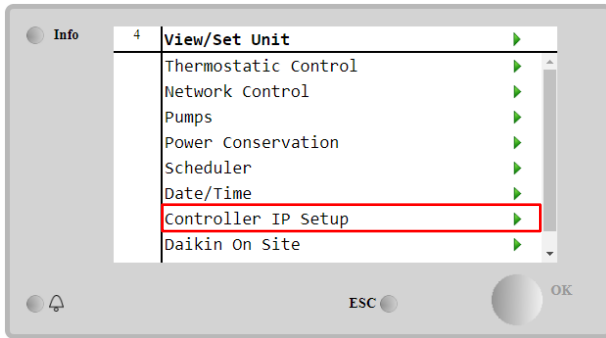 Info
4 View/Set Unit
Thermostatic Control
Network Control
Pumps
Power Conservation
Scheduler
Date/Time
Controller IP Setup
Daikin On Site
ESC
OK